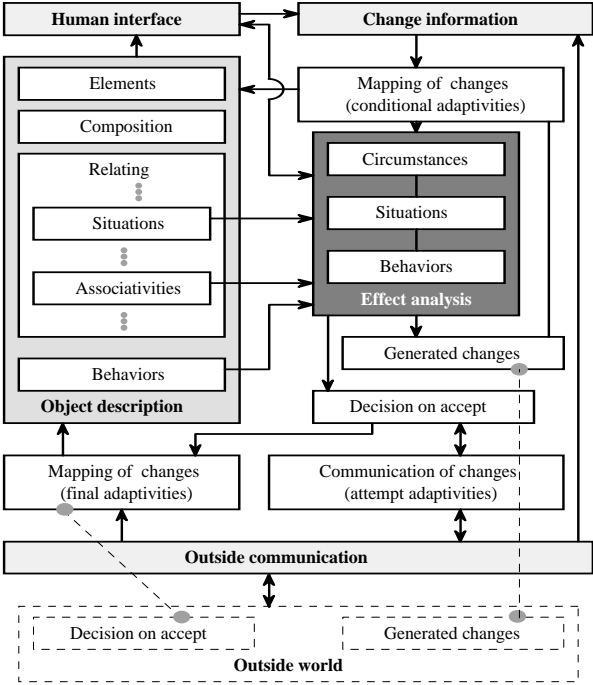 Human interface
Change information
Elements
Composition
Relating
Situations
Associativities
Behaviors
Object description
Mapping of changes
(conditional adaptivities)
Circumstances
Situations
Behaviors
Effect analysis
Generated changes
Decision on accept
Mapping of changes
(final adaptivities)
Communication of changes
(attempt adaptivities)
Outside communication
Decision on accept
Generated changes
Outside world